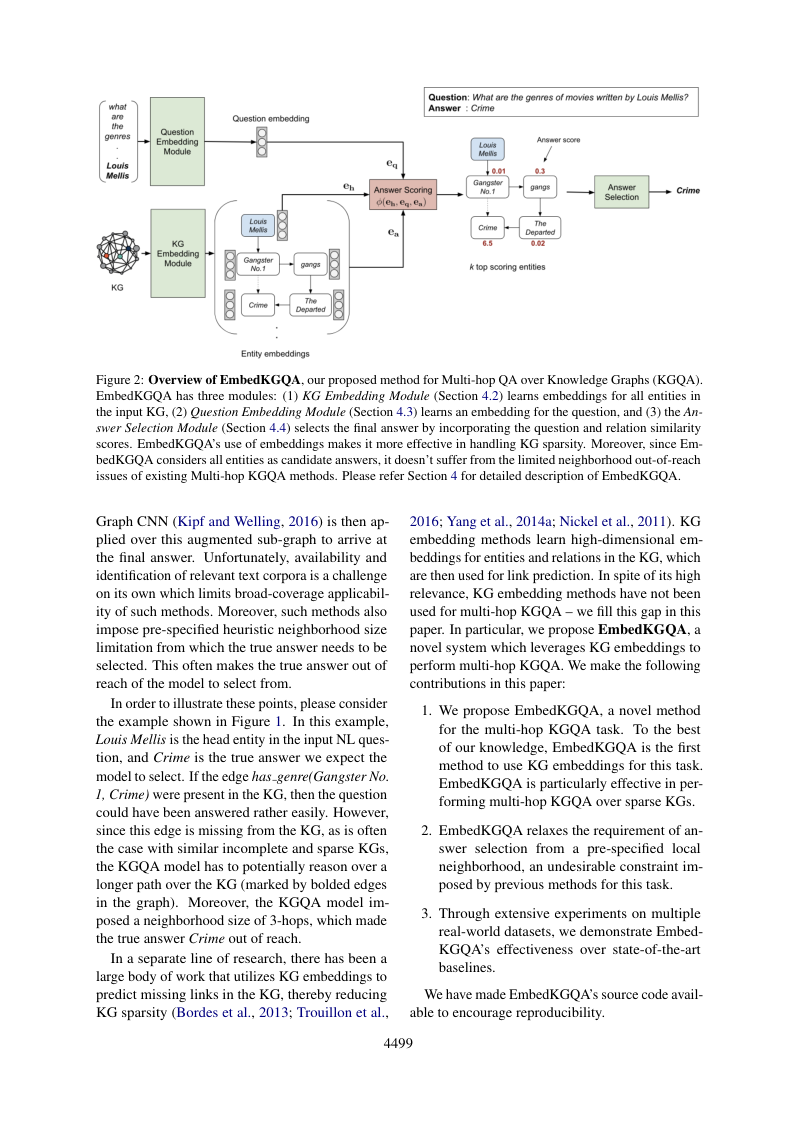 Question: What are the genres of movies written by Louis Mellis?
Answer : Crime
what
are
the
genres
.
.
Louis
Mellis
Question
Embedding
Module
Question embedding
e_q
e_h
Answer Scoring
ϕ(e_h, e_q, e_a)
e_a
KG
KG
Embedding
Module
Louis
Mellis
Gangster
No.1
gangs
Crime
The
Departed
.
.
Entity embeddings
Louis
Mellis
Answer score
0.01
0.3
Gangster
No.1
gangs
Crime
The
Departed
6.5
0.02
k top scoring entities
Answer
Selection
Crime
Figure 2: Overview of EmbedKGQA, our proposed method for Multi-hop QA over Knowledge Graphs (KGQA).
EmbedKGQA has three modules: (1) KG Embedding Module (Section 4.2) learns embeddings for all entities in
the input KG, (2) Question Embedding Module (Section 4.3) learns an embedding for the question, and (3) the An-
swer Selection Module (Section 4.4) selects the final answer by incorporating the question and relation similarity
scores. EmbedKGQA's use of embeddings makes it more effective in handling KG sparsity. Moreover, since Em-
bedKGQA considers all entities as candidate answers, it doesn't suffer from the limited neighborhood out-of-reach
issues of existing Multi-hop KGQA methods. Please refer Section 4 for detailed description of EmbedKGQA.
Graph CNN (Kipf and Welling, 2016) is then ap-
plied over this augmented sub-graph to arrive at
the final answer. Unfortunately, availability and
identification of relevant text corpora is a challenge
on its own which limits broad-coverage applicabil-
ity of such methods. Moreover, such methods also
impose pre-specified heuristic neighborhood size
limitation from which the true answer needs to be
selected. This often makes the true answer out of
reach of the model to select from.
In order to illustrate these points, please consider
the example shown in Figure 1. In this example,
Louis Mellis is the head entity in the input NL ques-
tion, and Crime is the true answer we expect the
model to select. If the edge has_genre(Gangster No.
1, Crime) were present in the KG, then the question
could have been answered rather easily. However,
since this edge is missing from the KG, as is often
the case with similar incomplete and sparse KGs,
the KGQA model has to potentially reason over a
longer path over the KG (marked by bolded edges
in the graph). Moreover, the KGQA model im-
posed a neighborhood size of 3-hops, which made
the true answer Crime out of reach.
In a separate line of research, there has been a
large body of work that utilizes KG embeddings to
predict missing links in the KG, thereby reducing
KG sparsity (Bordes et al., 2013; Trouillon et al.,
2016; Yang et al., 2014a; Nickel et al., 2011). KG
embedding methods learn high-dimensional em-
beddings for entities and relations in the KG, which
are then used for link prediction. In spite of its high
relevance, KG embedding methods have not been
used for multi-hop KGQA – we fill this gap in this
paper. In particular, we propose EmbedKGQA, a
novel system which leverages KG embeddings to
perform multi-hop KGQA. We make the following
contributions in this paper:
1. We propose EmbedKGQA, a novel method
for the multi-hop KGQA task. To the best
of our knowledge, EmbedKGQA is the first
method to use KG embeddings for this task.
EmbedKGQA is particularly effective in per-
forming multi-hop KGQA over sparse KGs.
2. EmbedKGQA relaxes the requirement of an-
swer selection from a pre-specified local
neighborhood, an undesirable constraint im-
posed by previous methods for this task.
3. Through extensive experiments on multiple
real-world datasets, we demonstrate Embed-
KGQA's effectiveness over state-of-the-art
baselines.
We have made EmbedKGQA's source code avail-
able to encourage reproducibility.
4499